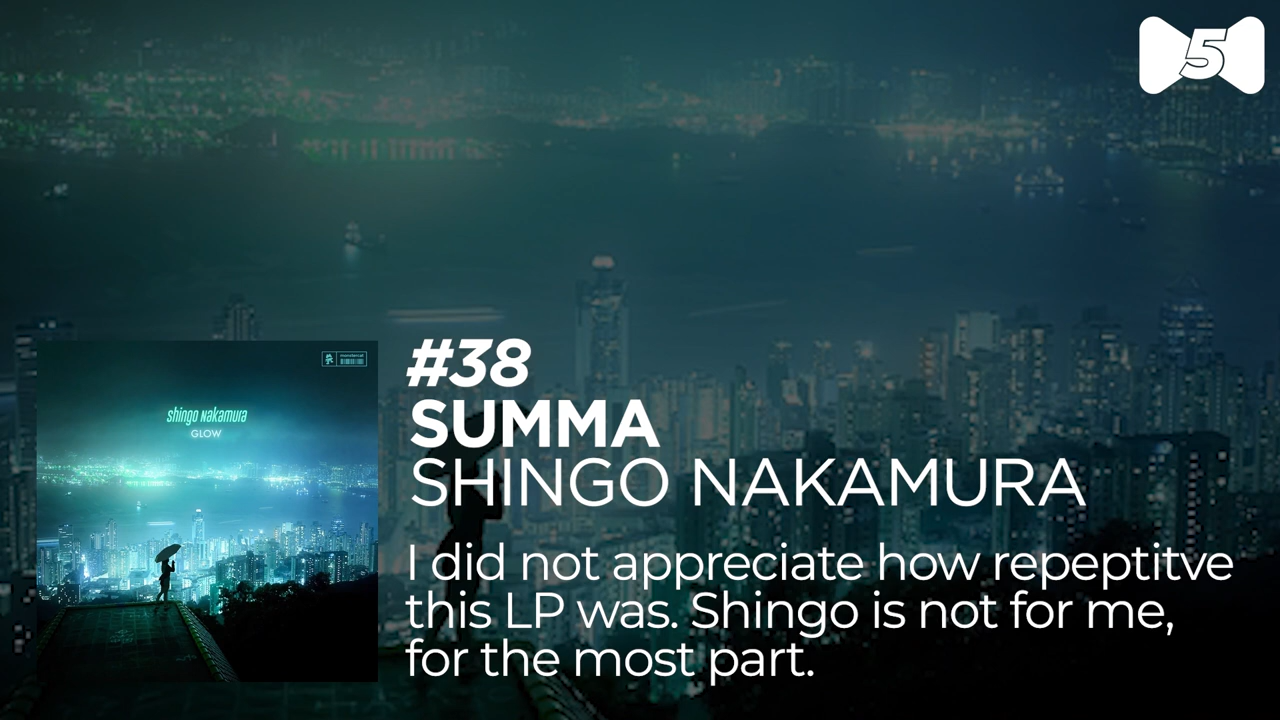 5
#38
SUMMA
SHINGO NAKAMURA
I did not appreciate how repeptitve
this LP was. Shingo is not for me,
for the most part.
monstercat
shingo nakamura
GLOW